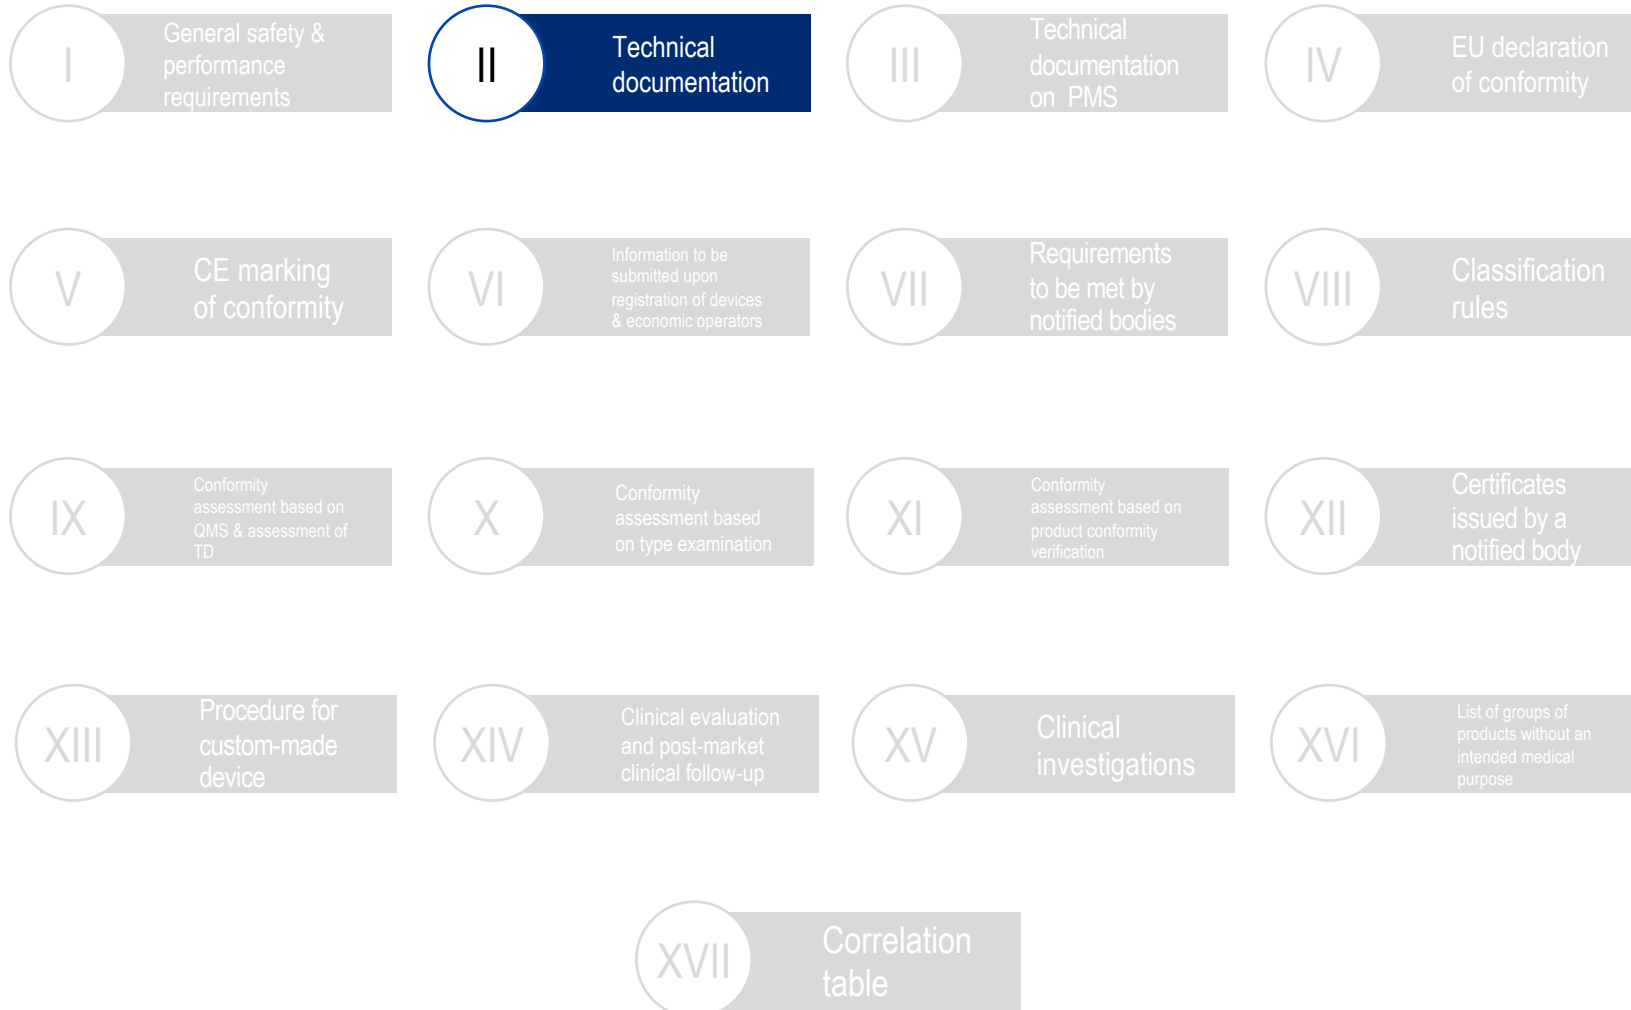 I
General safety &
performance
requirements
II
Technical
documentation
III
Technical
documentation
on PMS
IV
EU declaration
of conformity
V
CE marking
of conformity
VI
Information to be
submitted upon
registration of devices
& economic operators
VII
Requirements
to be met by
notified bodies
VIII
Classification
rules
IX
Conformity
assessment based on
QMS & assessment of
TD
X
Conformity
assessment based
on type examination
XI
Conformity
assessment based on
product conformity
verification
XII
Certificates
issued by a
notified body
XIII
Procedure for
custom-made
device
XIV
Clinical evaluation
and post-market
clinical follow-up
XV
Clinical
investigations
XVI
List of groups of
products without an
intended medical
purpose
XVII
Correlation
table